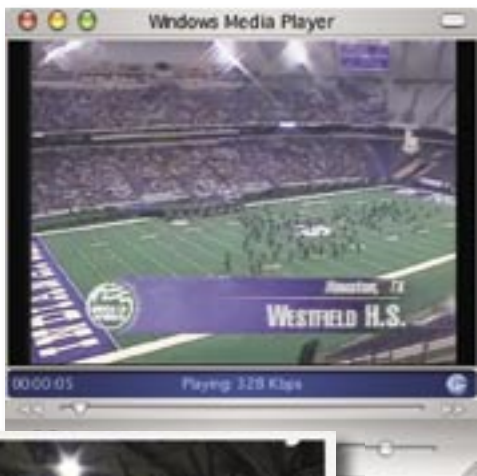 Windows Media Player
Houston, TX
WESTFIELD H.S.
00:00:05 Playing: 328 Kbps